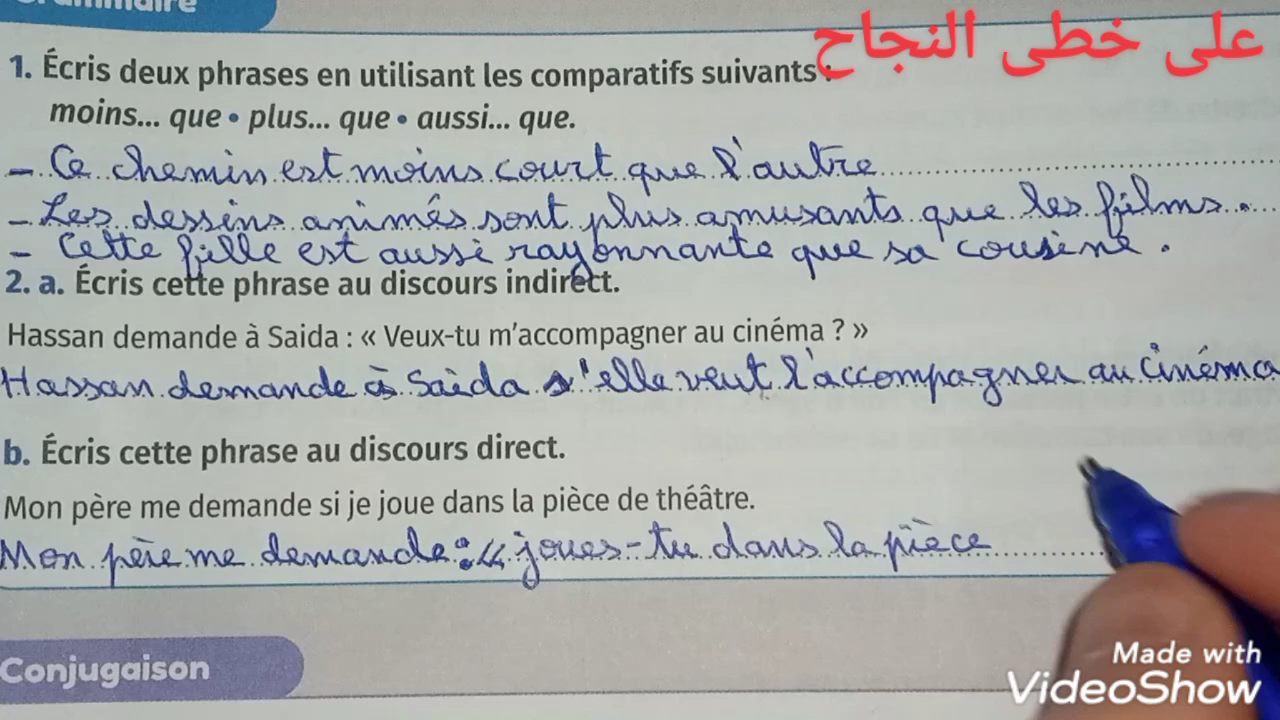 Grammaire
على خطى النجاح
1. Écris deux phrases en utilisant les comparatifs suivants :
moins... que • plus... que • aussi... que.
- Ce chemin est moins court que l'autre
- Les dessins animés sont plus amusants que les films.
- Cette fille est aussi rayonnante que sa cousine.
2. a. Écris cette phrase au discours indirect.
Hassan demande à Saida : « Veux-tu m'accompagner au cinéma ? »
Hassan demande à Saida s'elle veut l'accompagner au cinéma
b. Écris cette phrase au discours direct.
Mon père me demande si je joue dans la pièce de théâtre.
Mon père me demande : « joues-tu dans la pièce
Conjugaison
Made with
VideoShow